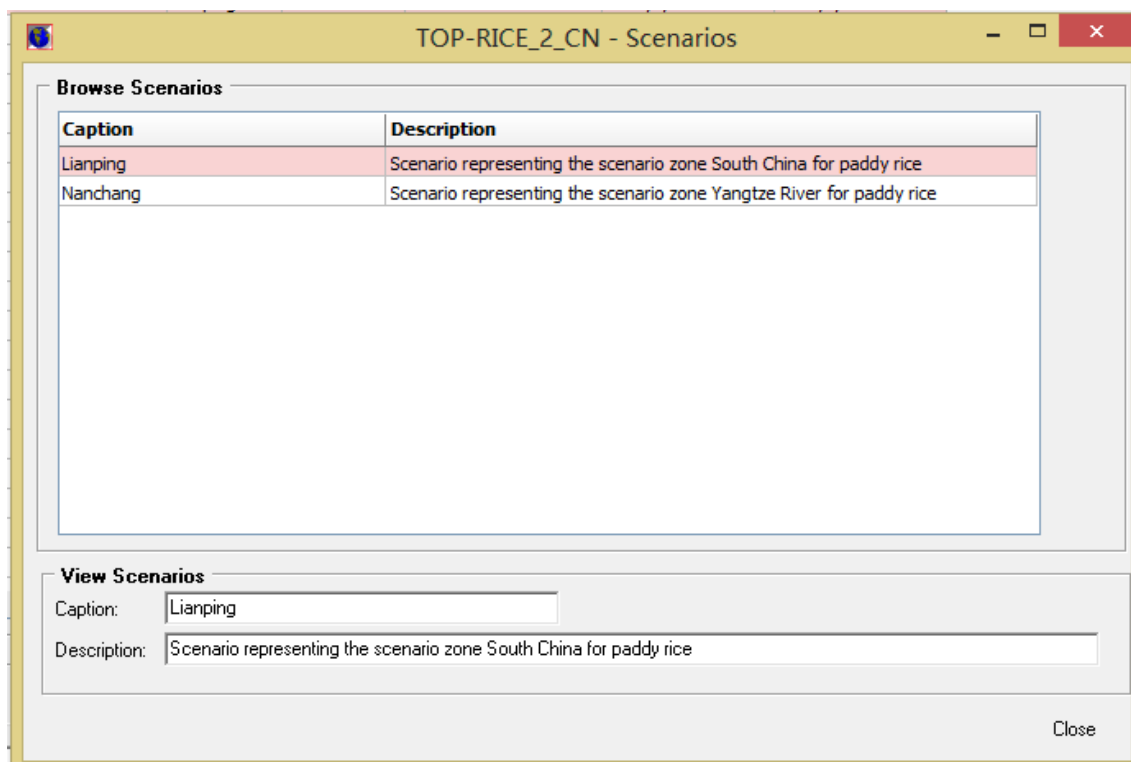 TOP-RICE_2_CN - Scenarios
Browse Scenarios
Caption Description
Lianping Scenario representing the scenario zone South China for paddy rice
Nanchang Scenario representing the scenario zone Yangtze River for paddy rice
View Scenarios
Caption: Lianping
Description: Scenario representing the scenario zone South China for paddy rice
Close